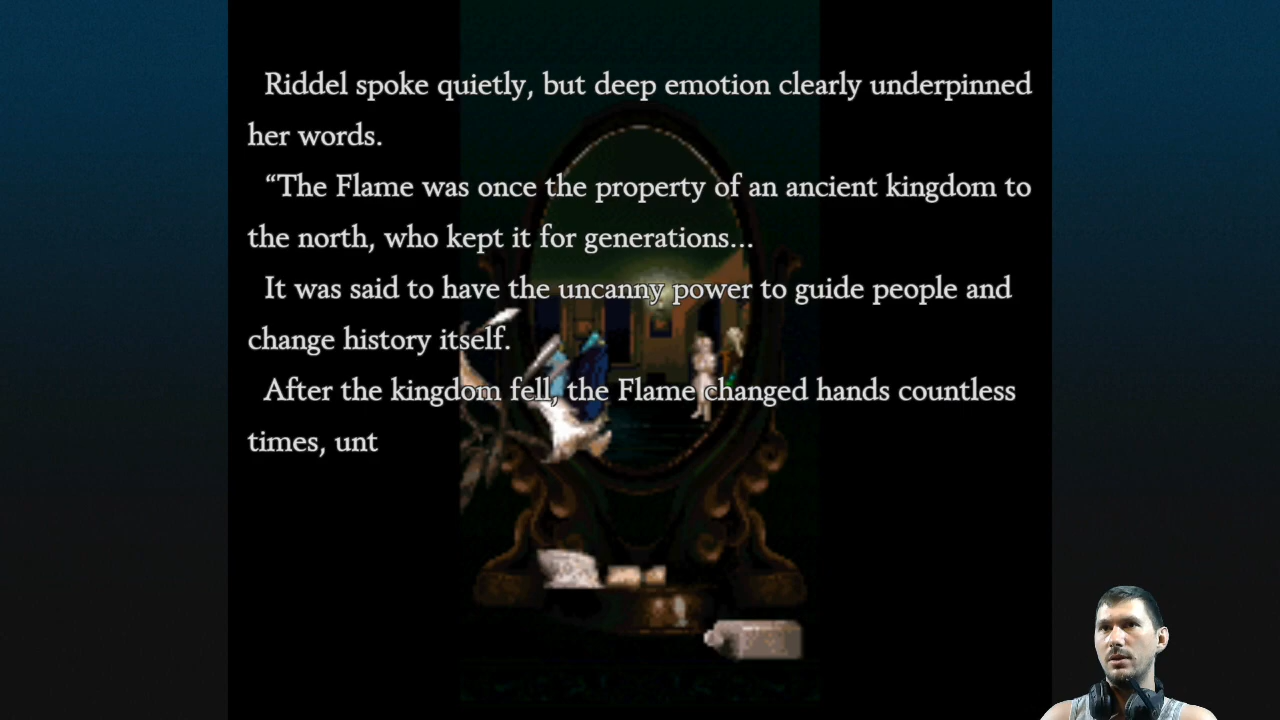 Riddel spoke quietly, but deep emotion clearly underpinned
her words.
“The Flame was once the property of an ancient kingdom to
the north, who kept it for generations...
It was said to have the uncanny power to guide people and
change history itself.
After the kingdom fell, the Flame changed hands countless
times, unt